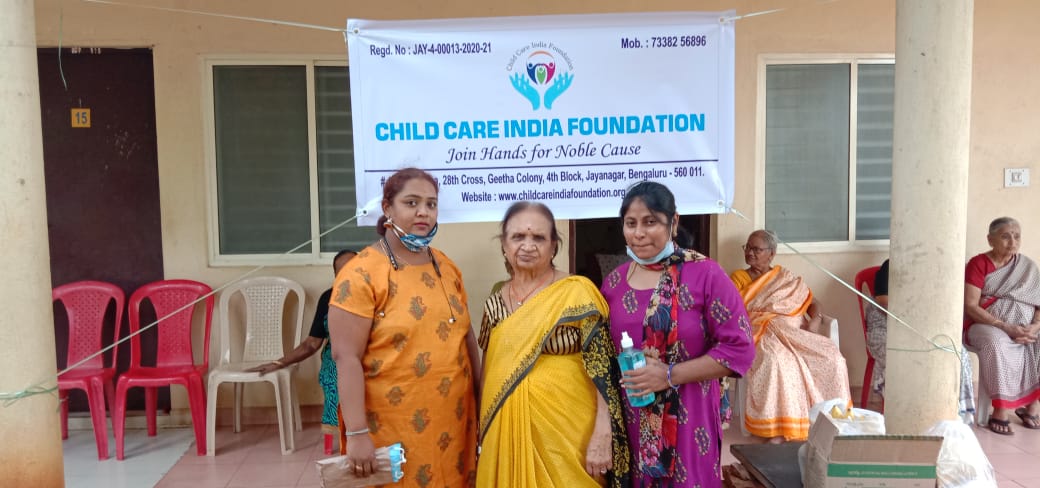 Regd. No : JAY-4-00013-2020-21
Mob. : 73382 56896
Child Care India Foundation
CHILD CARE INDIA FOUNDATION
Join Hands for Noble Cause
#, 28th Cross, Geetha Colony, 4th Block, Jayanagar, Bengaluru - 560 011.
Website : www.childcareindiafoundation.org
15